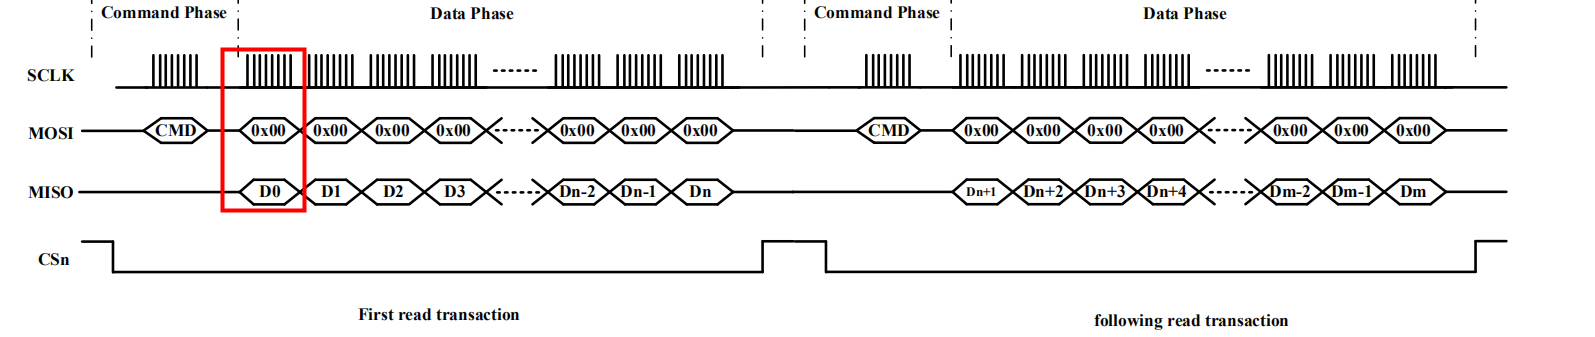 Command Phase Data Phase Command Phase Data Phase
SCLK
MOSI CMD 0x00 0x00 0x00 0x00 0x00 0x00 0x00 CMD 0x00 0x00 0x00 0x00 0x00 0x00 0x00
MISO D0 D1 D2 D3 Dn-2 Dn-1 Dn Dn+1 Dn+2 Dn+3 Dn+4 Dm-2 Dm-1 Dm
CSn
First read transaction
following read transaction